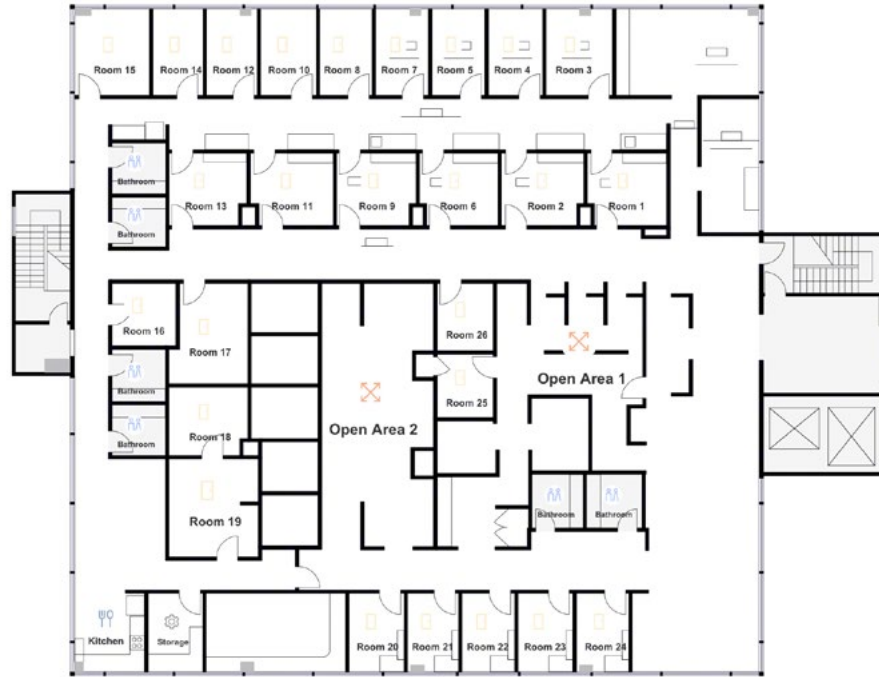 Room 15
Room 14
Room 12
Room 10
Room 8
Room 7
Room 5
Room 4
Room 3
Bathroom
Room 13
Room 11
Room 9
Room 6
Room 2
Room 1
Bathroom
Room 16
Room 17
Room 26
Bathroom
Room 25
Open Area 1
Open Area 2
Room 18
Bathroom
Room 19
Bathroom
Bathroom
Kitchen
Storage
Room 20
Room 21
Room 22
Room 23
Room 24